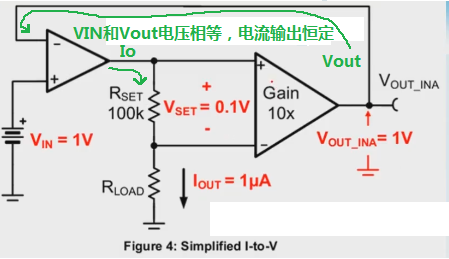 VIN和Vout电压相等，电流输出恒定
Io
Vout
-
+
RSET
100k
+
VSET = 0.1V
-
+
Gain
10x
-
VOUT_INA
+
VIN = 1V
VOUT_INA= 1V
RLOAD
IOUT = 1µA
Figure 4: Simplified I-to-V